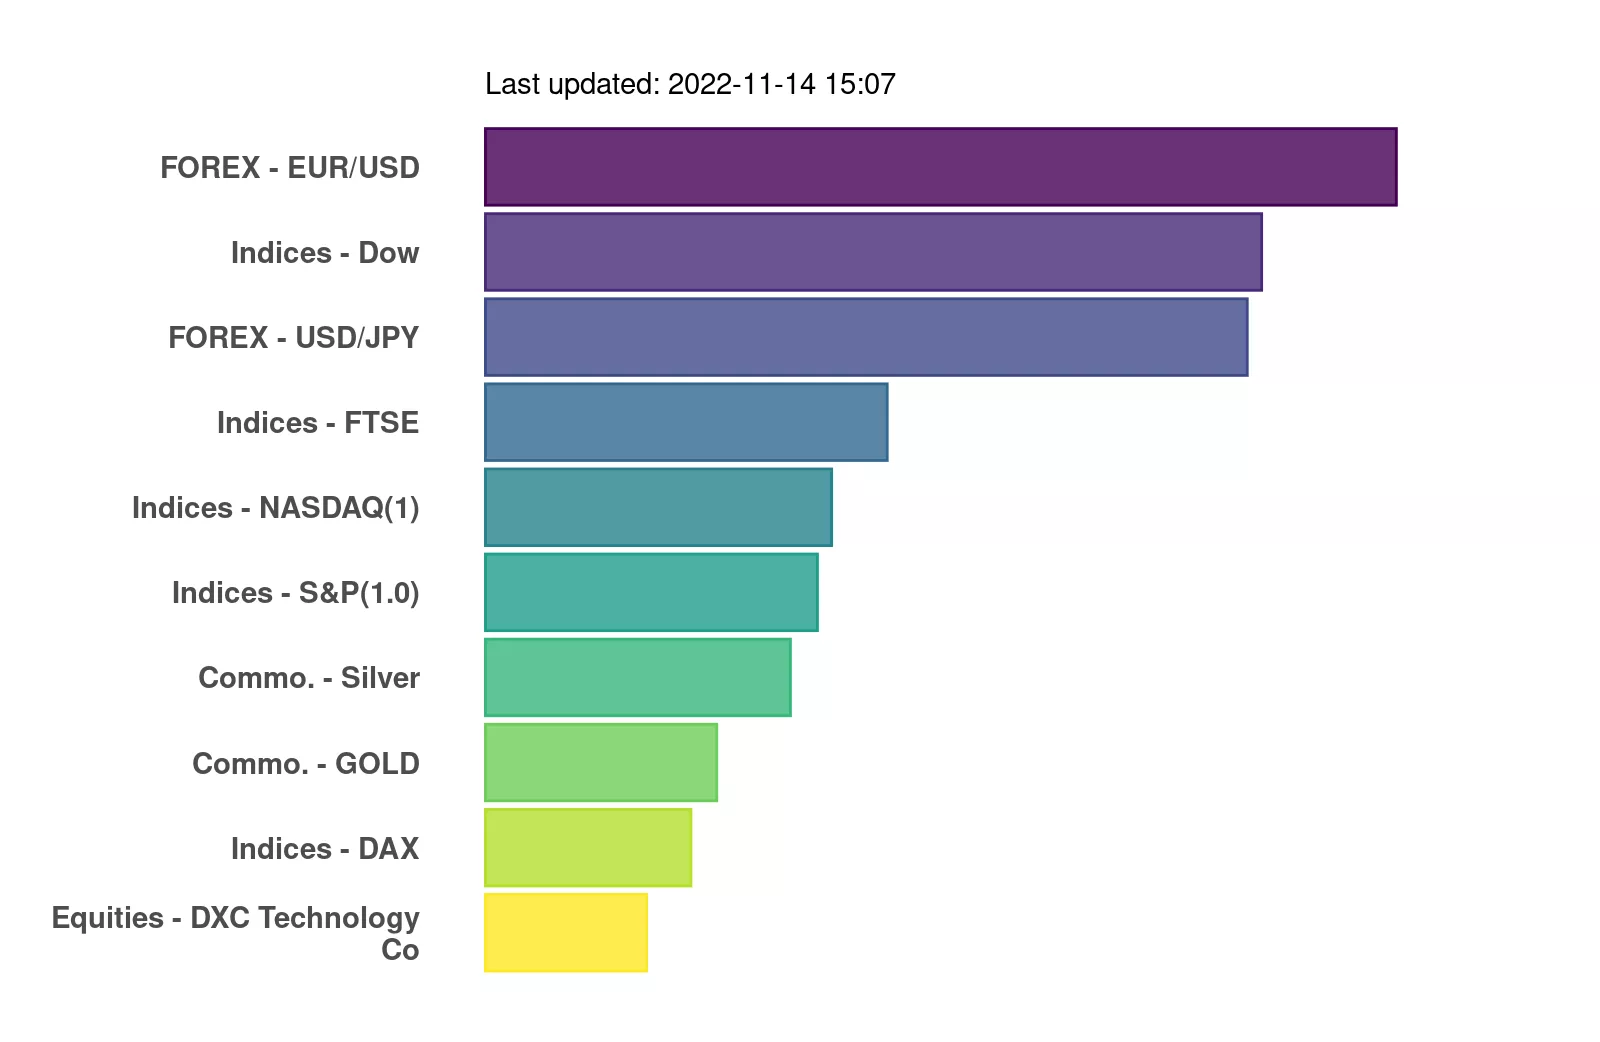 Last updated: 2022-11-14 15:07
FOREX - EUR/USD
Indices - Dow
FOREX - USD/JPY
Indices - FTSE
Indices - NASDAQ(1)
Indices - S&P(1.0)
Commo. - Silver
Commo. - GOLD
Indices - DAX
Equities - DXC Technology
Co